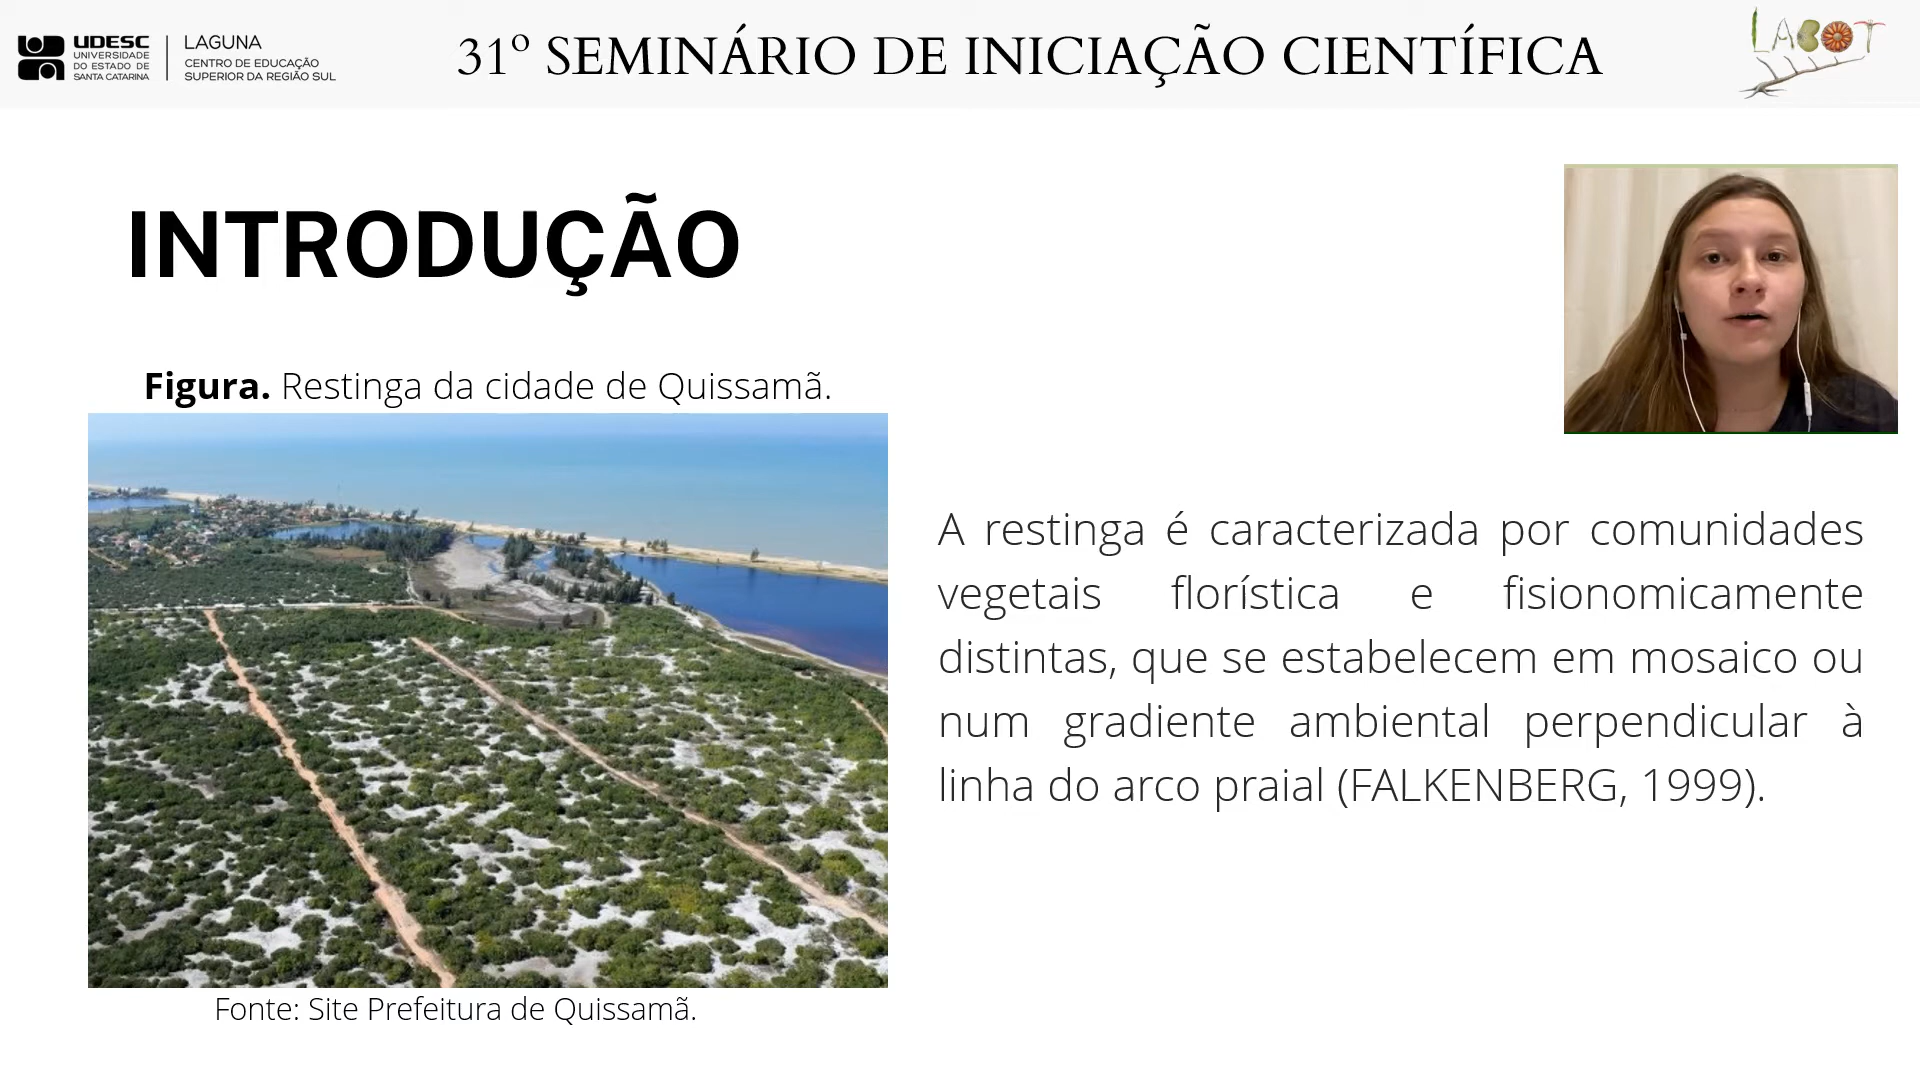 UDESC
UNIVERSIDADE
DO ESTADO DE
SANTA CATARINA
LAGUNA
CENTRO DE EDUCAÇÃO
SUPERIOR DA REGIÃO SUL
31º SEMINÁRIO DE INICIAÇÃO CIENTÍFICA
LABOT
INTRODUÇÃO
Figura. Restinga da cidade de Quissamã.
Fonte: Site Prefeitura de Quissamã.
A restinga é caracterizada por comunidades
vegetais florística e fisionomicamente
distintas, que se estabelecem em mosaico ou
num gradiente ambiental perpendicular à
linha do arco praial (FALKENBERG, 1999).